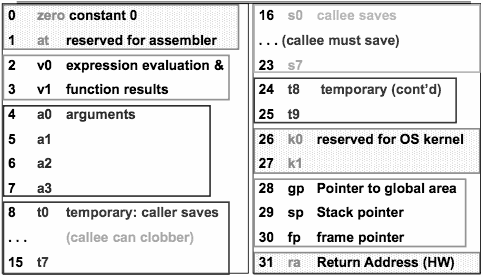 0 zero constant 0
1 at reserved for assembler
2 v0 expression evaluation &
3 v1 function results
4 a0 arguments
5 a1
6 a2
7 a3
8 t0 temporary: caller saves
. . . (callee can clobber)
15 t7
16 s0 callee saves
. . . (callee must save)
23 s7
24 t8 temporary (cont'd)
25 t9
26 k0 reserved for OS kernel
27 k1
28 gp Pointer to global area
29 sp Stack pointer
30 fp frame pointer
31 ra Return Address (HW)